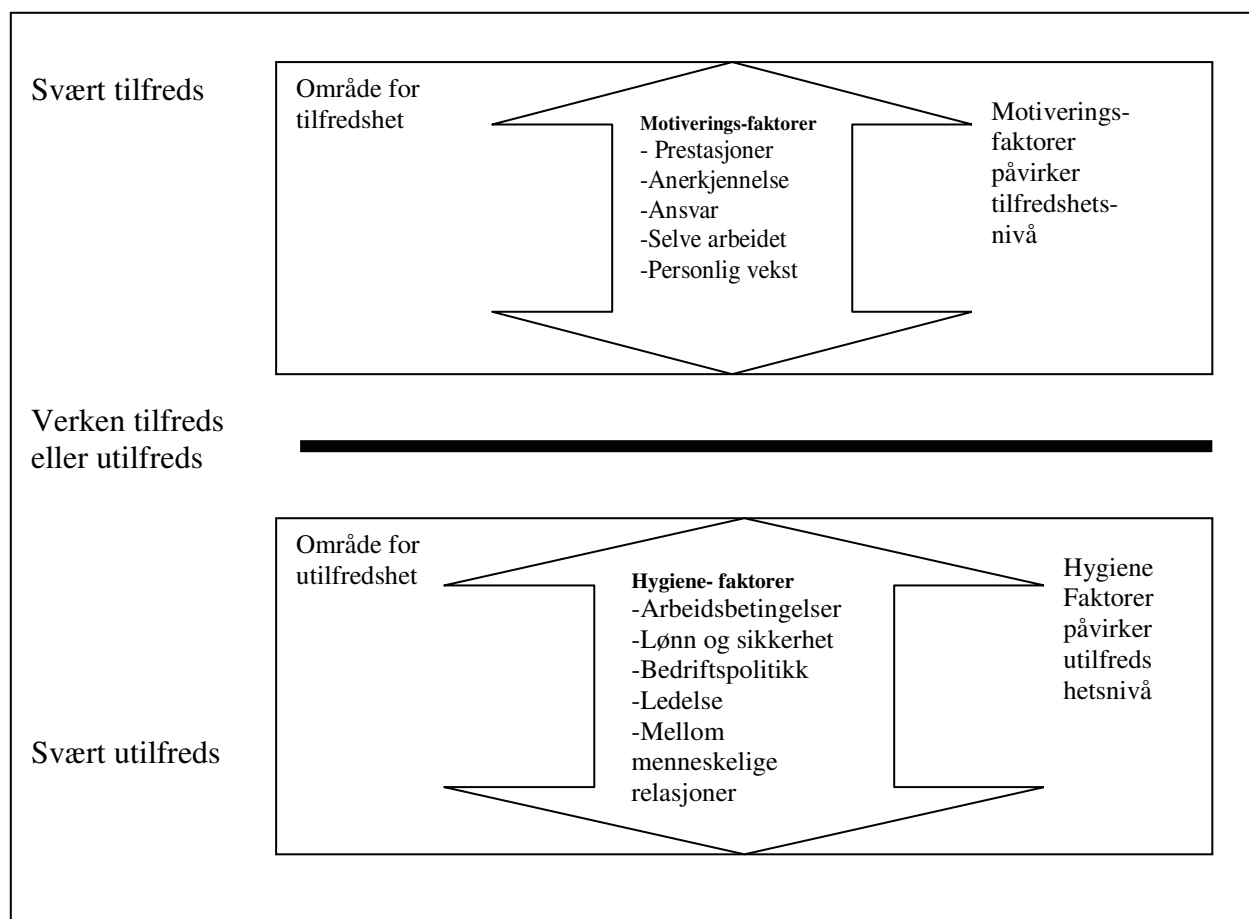 Svært tilfreds
Område for
tilfredshet
Motiverings-faktorer
- Prestasjoner
-Anerkjennelse
-Ansvar
-Selve arbeidet
-Personlig vekst
Motiverings-
faktorer
påvirker
tilfredshets-
nivå
Verken tilfreds
eller utilfreds
Område for
utilfredshet
Hygiene- faktorer
-Arbeidsbetingelser
-Lønn og sikkerhet
-Bedriftspolitikk
-Ledelse
-Mellom
menneskelige
relasjoner
Hygiene
Faktorer
påvirker
utilfreds
hetsnivå
Svært utilfreds